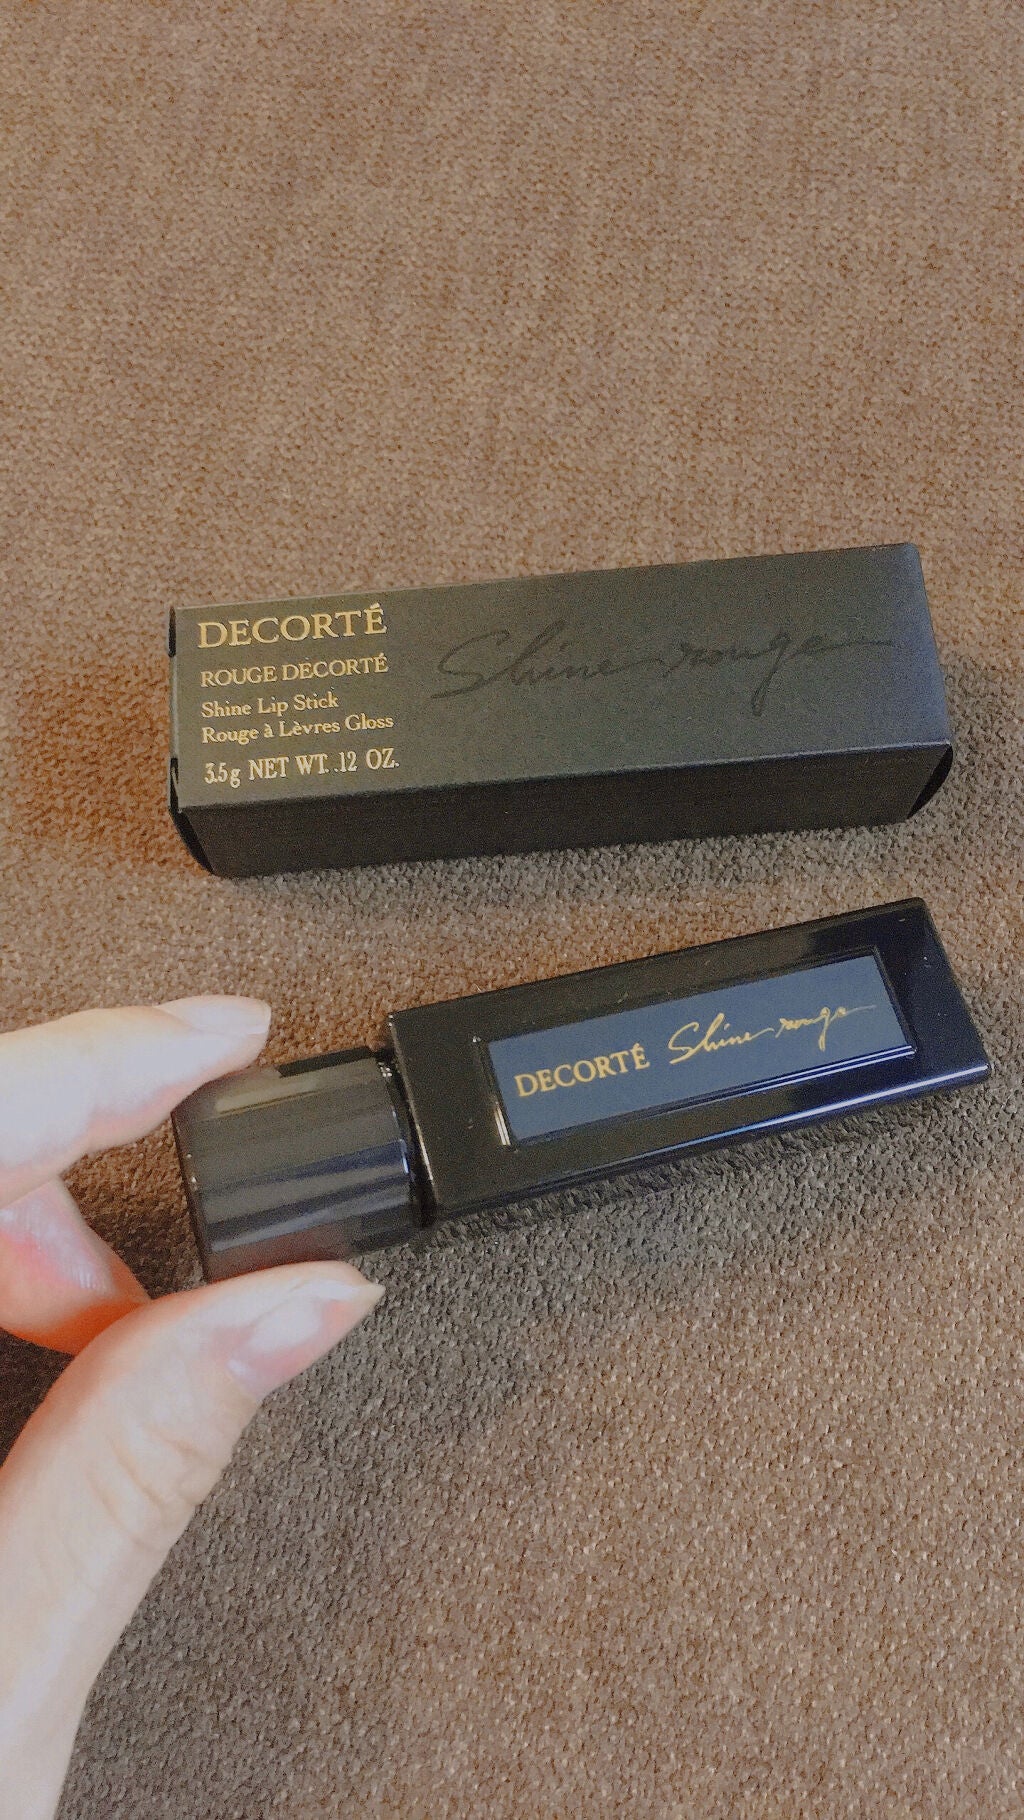 DECORTÉ
ROUGE DECORTÉ
Shine Lip Stick
Rouge à Lèvres Gloss
3.5g NET WT. .12 OZ.
Shine rouge
DECORTÉ Shine rouge